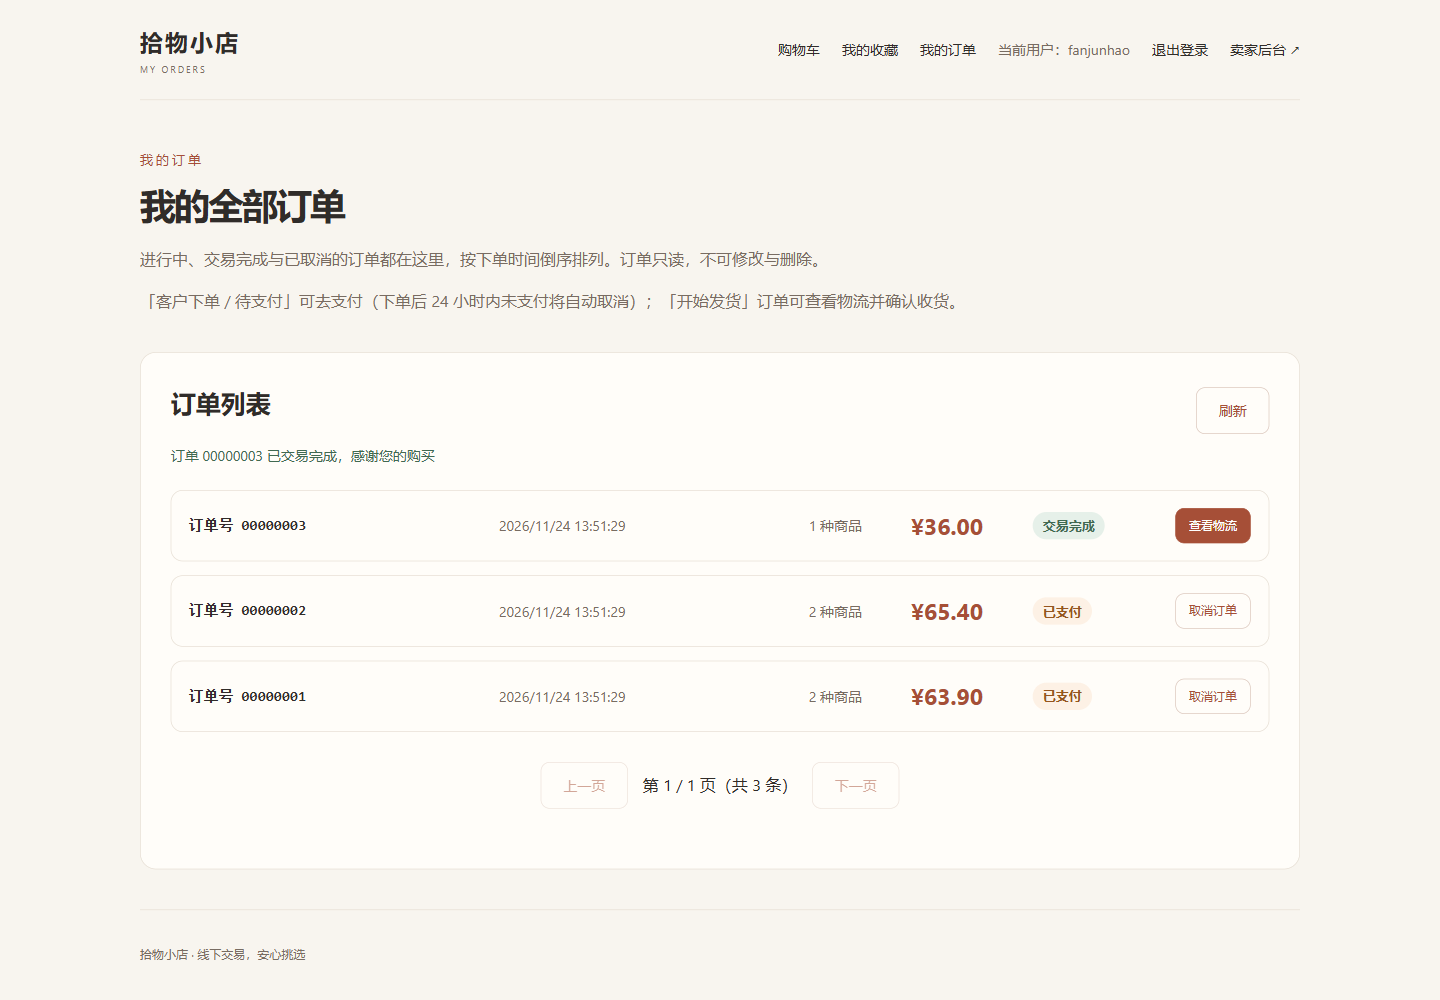 拾物小店
MY ORDERS
购物车 我的收藏 我的订单 当前用户：fanjunhao 退出登录 卖家后台 ↗
我的订单
我的全部订单
进行中、交易完成与已取消的订单都在这里，按下单时间倒序排列。订单只读，不可修改与删除。
「客户下单 / 待支付」可去支付（下单后 24 小时内未支付将自动取消）；「开始发货」订单可查看物流并确认收货。
订单列表
刷新
订单 00000003 已交易完成，感谢您的购买
订单号 00000003 2026/11/24 13:51:29 1 种商品 ¥36.00 交易完成 查看物流
订单号 00000002 2026/11/24 13:51:29 2 种商品 ¥65.40 已支付 取消订单
订单号 00000001 2026/11/24 13:51:29 2 种商品 ¥63.90 已支付 取消订单
上一页 第 1 / 1 页（共 3 条） 下一页
拾物小店 · 线下交易，安心挑选